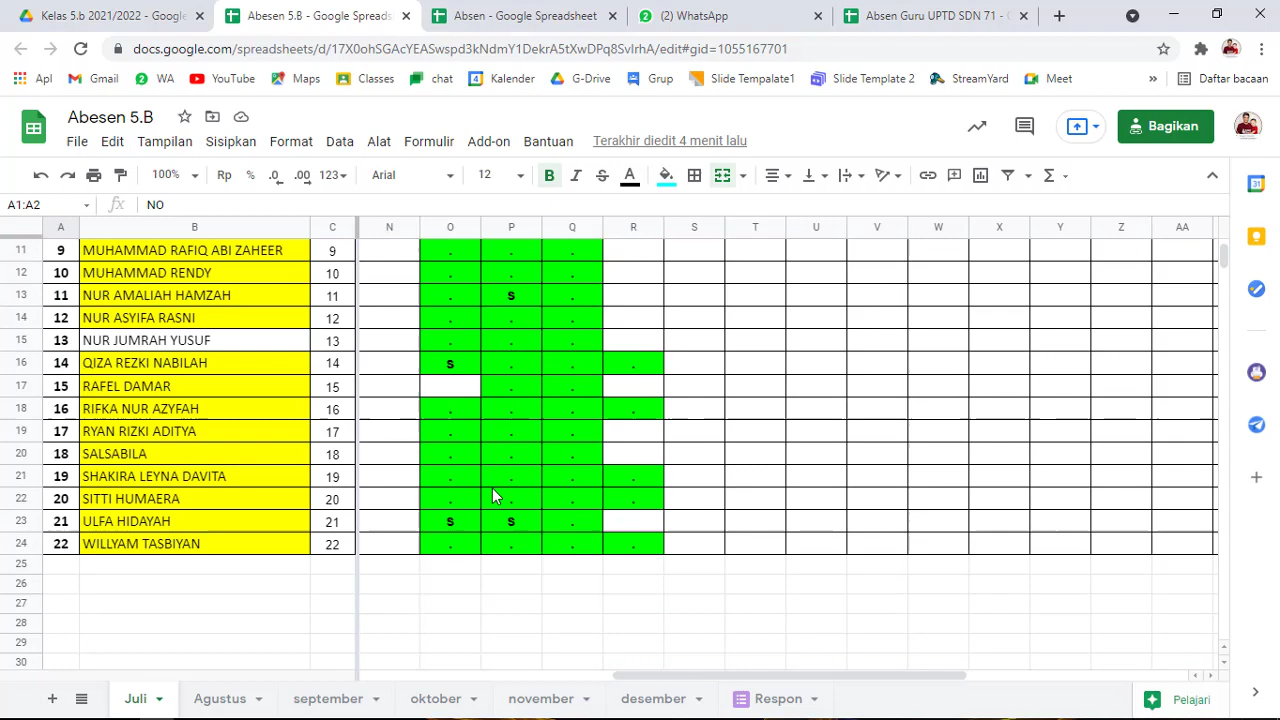 Kelas 5.b 2021/2022 - Google
Abesen 5.B - Google Spreads
Absen - Google Spreadsheet
(2) WhatsApp
Absen Guru UPTD SDN 71 - G
docs.google.com/spreadsheets/d/17X0ohSGAcYEASwspd3kNdmY1DekrA5tXwDPq8SvIrhA/edit#gid=1055167701
Apl Gmail WA YouTube Maps Classes chat Kalender G-Drive Grup Slide Tempalate1 Slide Template 2 StreamYard Meet » Daftar bacaan
Abesen 5.B
File Edit Tampilan Sisipkan Format Data Alat Formulir Add-on Bantuan Terakhir diedit 4 menit lalu
Bagikan
100% Rp % .0 .00 123 Arial 12 B I S A
A1:A2 fx NO
A B C N O P Q R S T U V W X Y Z AA
11 9 MUHAMMAD RAFIQ ABI ZAHEER 9 . . .
12 10 MUHAMMAD RENDY 10 . . .
13 11 NUR AMALIAH HAMZAH 11 . s .
14 12 NUR ASYIFA RASNI 12 . . .
15 13 NUR JUMRAH YUSUF 13 . . .
16 14 QIZA REZKI NABILAH 14 s . . .
17 15 RAFEL DAMAR 15 . .
18 16 RIFKA NUR AZYFAH 16 . . . .
19 17 RYAN RIZKI ADITYA 17 . . .
20 18 SALSABILA 18 . . .
21 19 SHAKIRA LEYNA DAVITA 19 . . . .
22 20 SITTI HUMAERA 20 . . . .
23 21 ULFA HIDAYAH 21 s s .
24 22 WILLYAM TASBIYAN 22 . . . .
25
26
27
28
29
30
Juli Agustus september oktober november desember Respon Pelajari